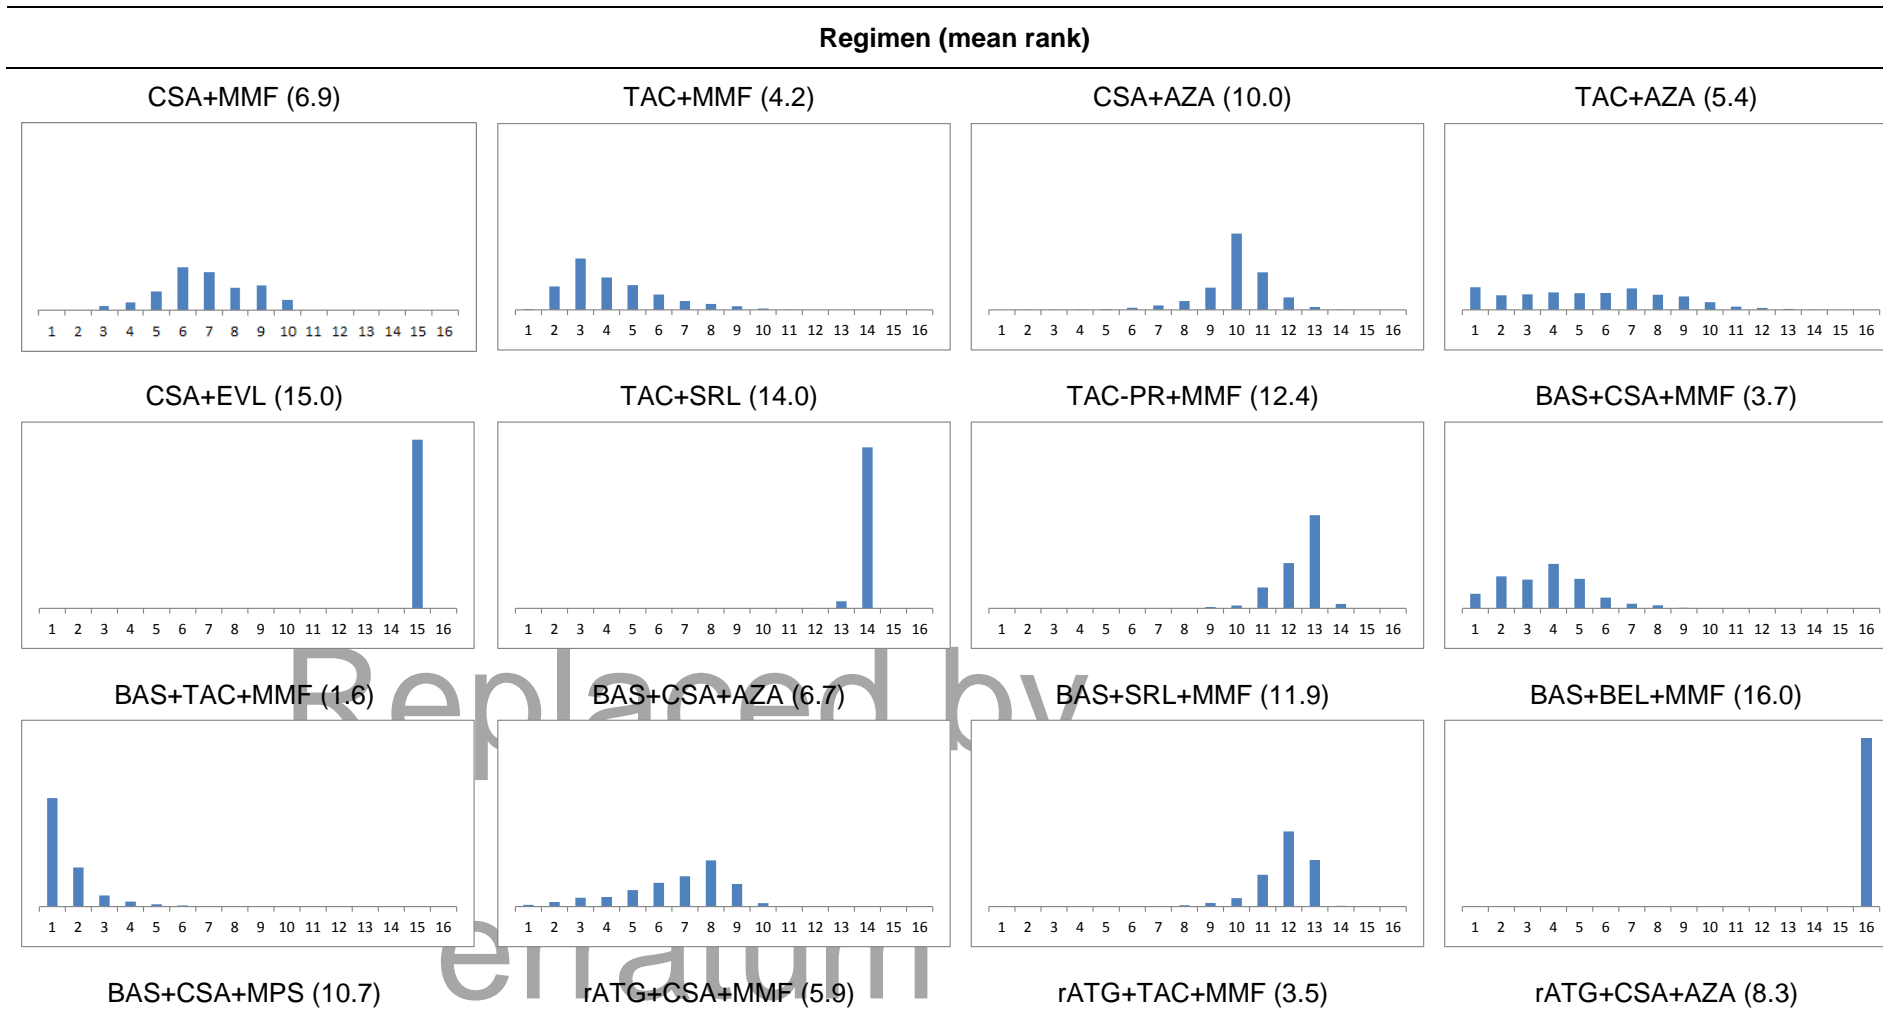 Regimen (mean rank)
CSA+MMF (6.9) TAC+MMF (4.2) CSA+AZA (10.0) TAC+AZA (5.4)
1 2 3 4 5 6 7 8 9 10 11 12 13 14 15 16 1 2 3 4 5 6 7 8 9 10 11 12 13 14 15 16 1 2 3 4 5 6 7 8 9 10 11 12 13 14 15 16 1 2 3 4 5 6 7 8 9 10 11 12 13 14 15 16
CSA+EVL (15.0) TAC+SRL (14.0) TAC-PR+MMF (12.4) BAS+CSA+MMF (3.7)
1 2 3 4 5 6 7 8 9 10 11 12 13 14 15 16 1 2 3 4 5 6 7 8 9 10 11 12 13 14 15 16 1 2 3 4 5 6 7 8 9 10 11 12 13 14 15 16 1 2 3 4 5 6 7 8 9 10 11 12 13 14 15 16
Replaced by
BAS+TAC+MMF (1.6) BAS+CSA+AZA (6.7) BAS+SRL+MMF (11.9) BAS+BEL+MMF (16.0)
1 2 3 4 5 6 7 8 9 10 11 12 13 14 15 16 1 2 3 4 5 6 7 8 9 10 11 12 13 14 15 16 1 2 3 4 5 6 7 8 9 10 11 12 13 14 15 16 1 2 3 4 5 6 7 8 9 10 11 12 13 14 15 16
erratum
BAS+CSA+MPS (10.7) rATG+CSA+MMF (5.9) rATG+TAC+MMF (3.5) rATG+CSA+AZA (8.3)